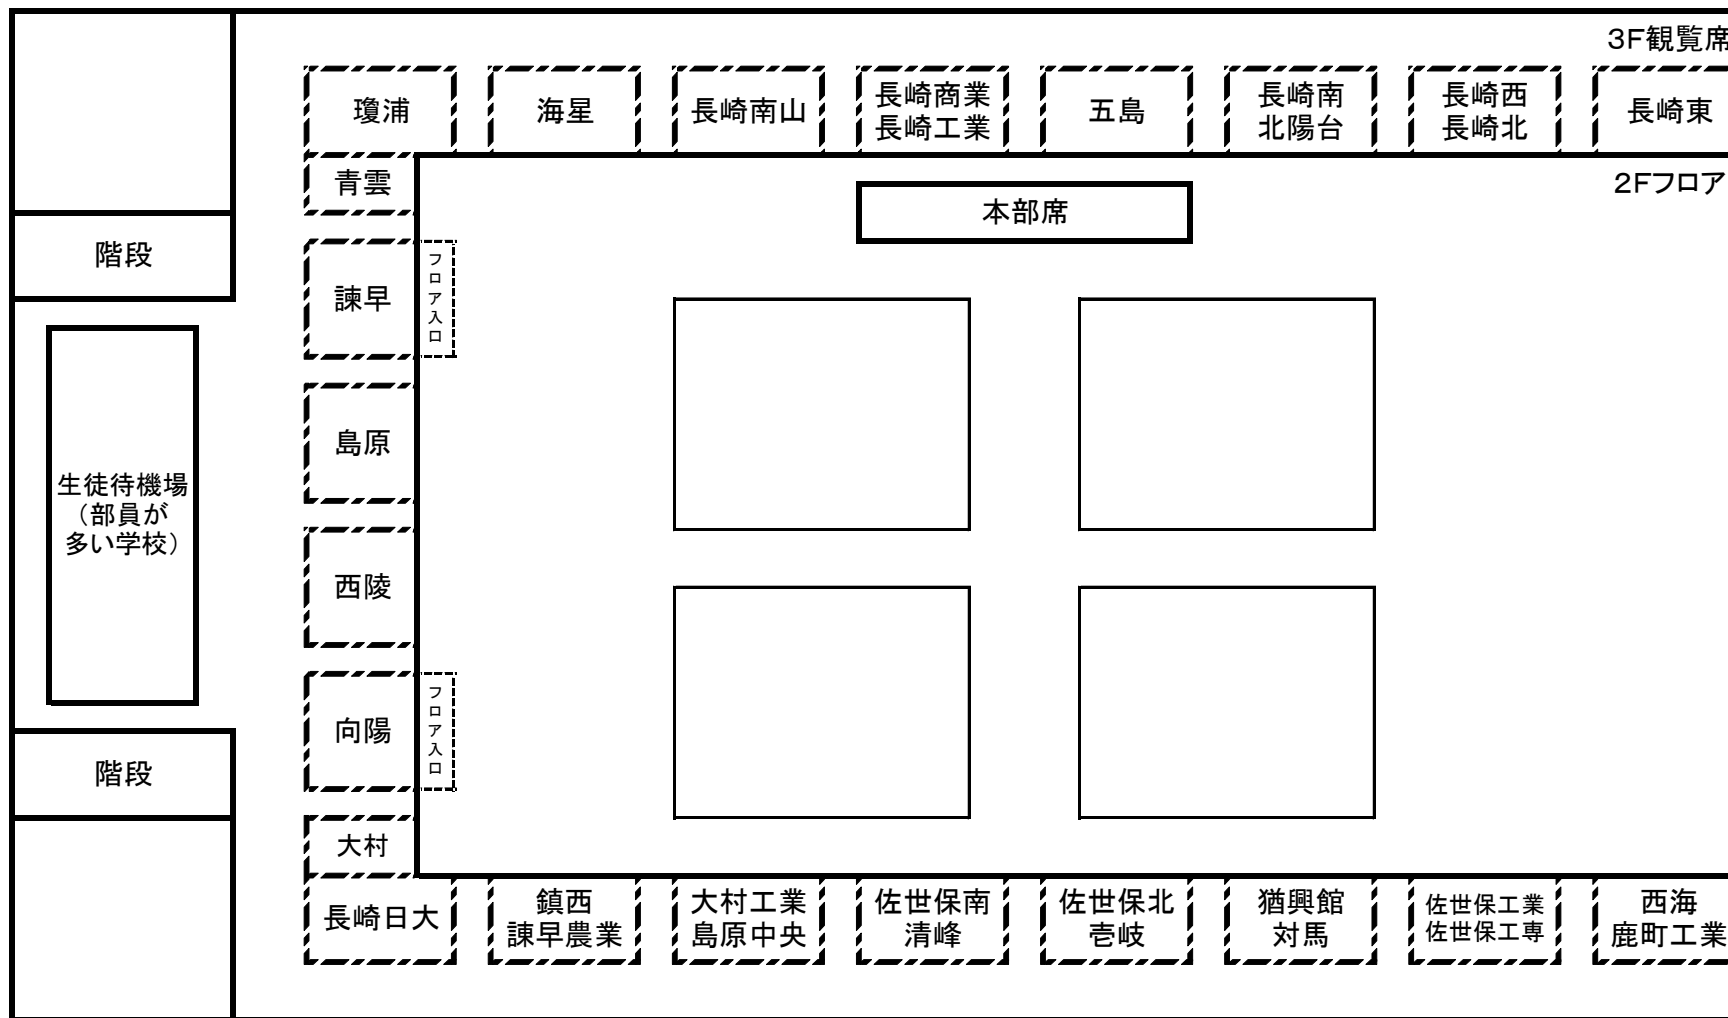 3F観覧席
瓊浦
海星
長崎南山
長崎商業
長崎工業
五島
長崎南
北陽台
長崎西
長崎北
長崎東
青雲
2Fフロア
本部席
階段
諫早
フロア入口
島原
生徒待機場
（部員が
多い学校）
西陵
向陽
フロア入口
階段
大村
長崎日大
鎮西
諫早農業
大村工業
島原中央
佐世保南
清峰
佐世保北
壱岐
猶興館
対馬
佐世保工業
佐世保工専
西海
鹿町工業